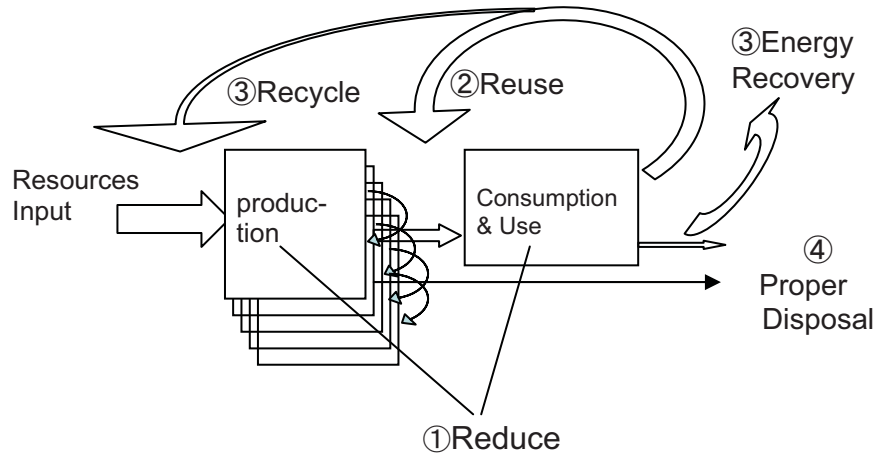 ③Energy
Recovery
③Recycle
②Reuse
Resources
Input
produc-
tion
Consumption
& Use
④
Proper
Disposal
①Reduce